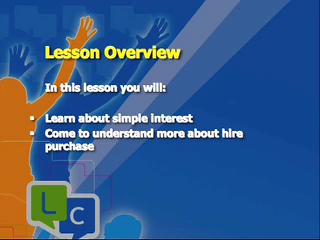 Lesson Overview
In this lesson you will:
▪ Learn about simple interest
▪ Come to understand more about hire
purchase
L C